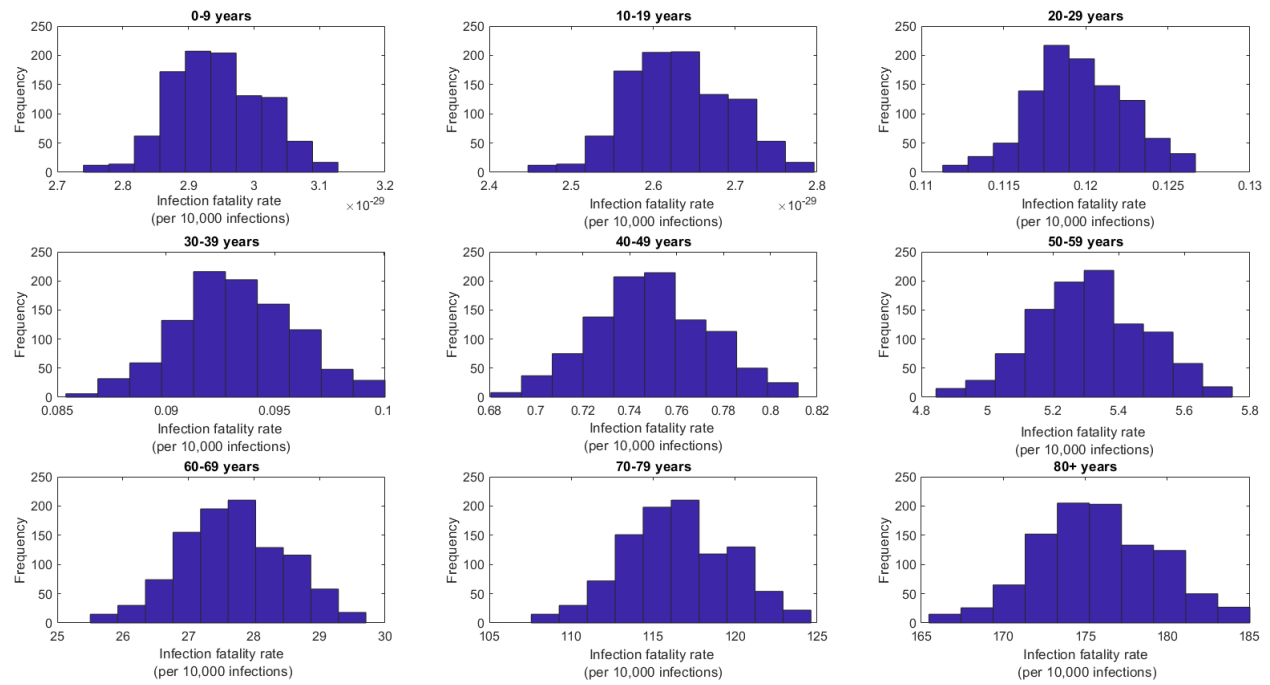 0-9 years
250
200
150
100
50
0
Frequency
2.7 2.8 2.9 3 3.1 3.2
Infection fatality rate
×10-29
(per 10,000 infections)
10-19 years
250
200
150
100
50
0
Frequency
2.4 2.5 2.6 2.7 2.8
Infection fatality rate
×10-29
(per 10,000 infections)
20-29 years
250
200
150
100
50
0
Frequency
0.11 0.115 0.12 0.125 0.13
Infection fatality rate
(per 10,000 infections)
30-39 years
250
200
150
100
50
0
Frequency
0.085 0.09 0.095 0.1
Infection fatality rate
(per 10,000 infections)
40-49 years
250
200
150
100
50
0
Frequency
0.68 0.7 0.72 0.74 0.76 0.78 0.8 0.82
Infection fatality rate
(per 10,000 infections)
50-59 years
250
200
150
100
50
0
Frequency
4.8 5 5.2 5.4 5.6 5.8
Infection fatality rate
(per 10,000 infections)
60-69 years
250
200
150
100
50
0
Frequency
25 26 27 28 29 30
Infection fatality rate
(per 10,000 infections)
70-79 years
250
200
150
100
50
0
Frequency
105 110 115 120 125
Infection fatality rate
(per 10,000 infections)
80+ years
250
200
150
100
50
0
Frequency
165 170 175 180 185
Infection fatality rate
(per 10,000 infections)